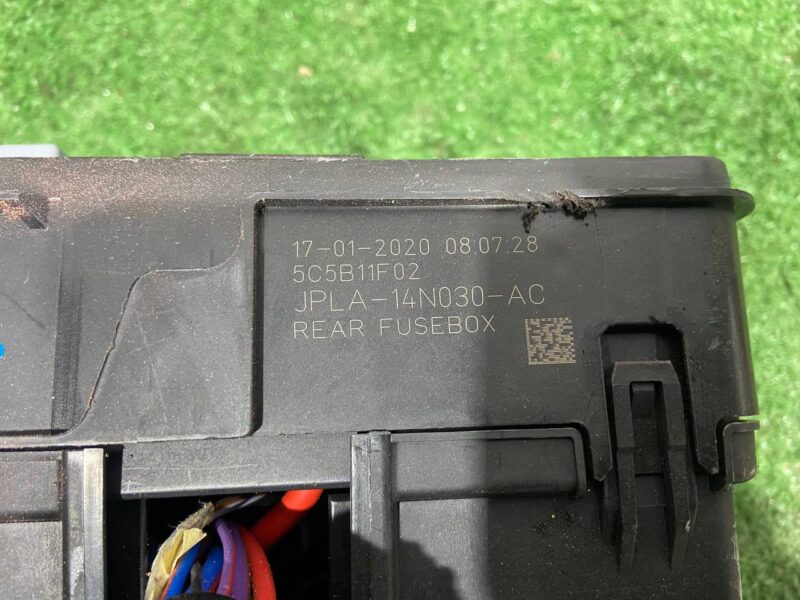 17-01-2020 08:07:28
5C5B11F02
JPLA-14N030-AC
REAR FUSEBOX